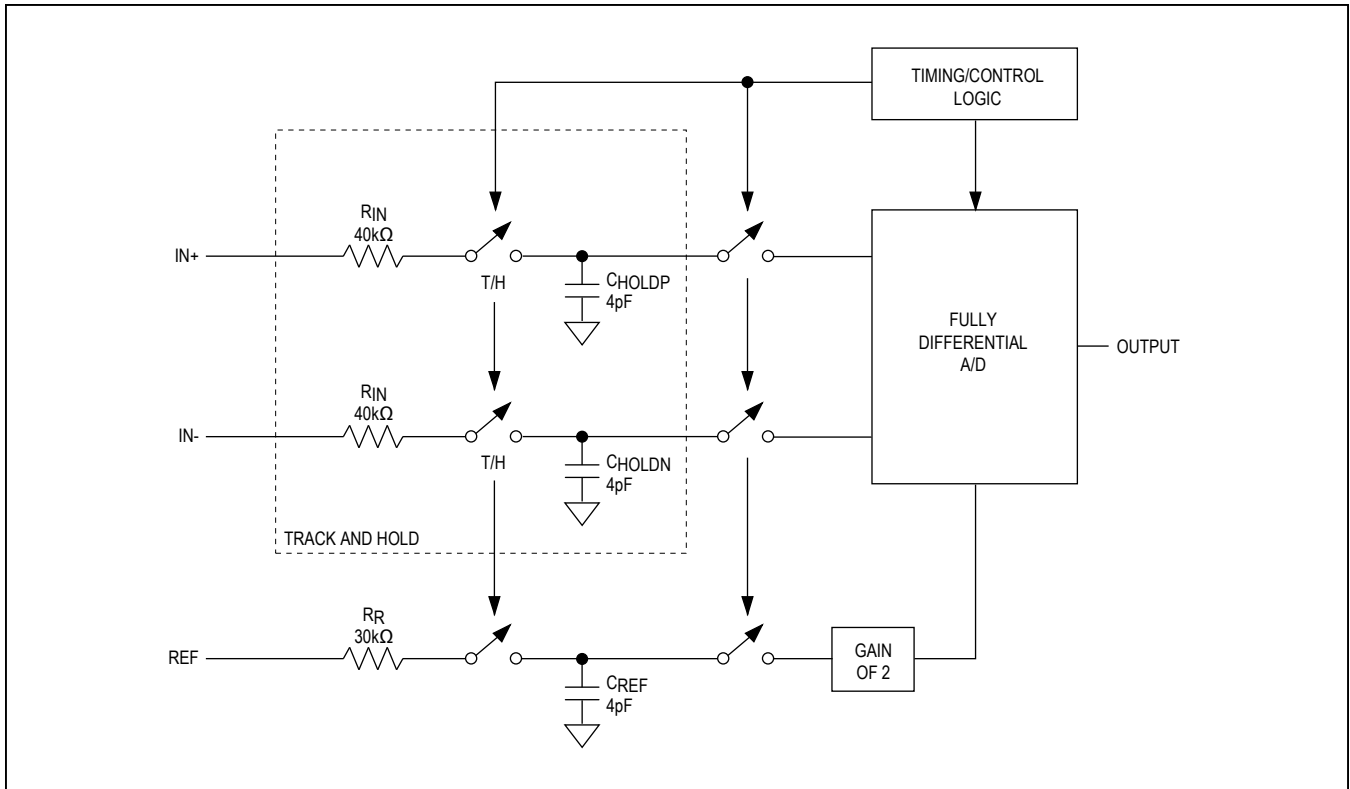 TIMING/CONTROL
LOGIC
RIN
40kΩ
IN+
T/H
CHOLDP
4pF
FULLY
DIFFERENTIAL
A/D
OUTPUT
RIN
40kΩ
IN-
T/H
CHOLDN
4pF
TRACK AND HOLD
RR
30kΩ
REF
GAIN
OF 2
CREF
4pF